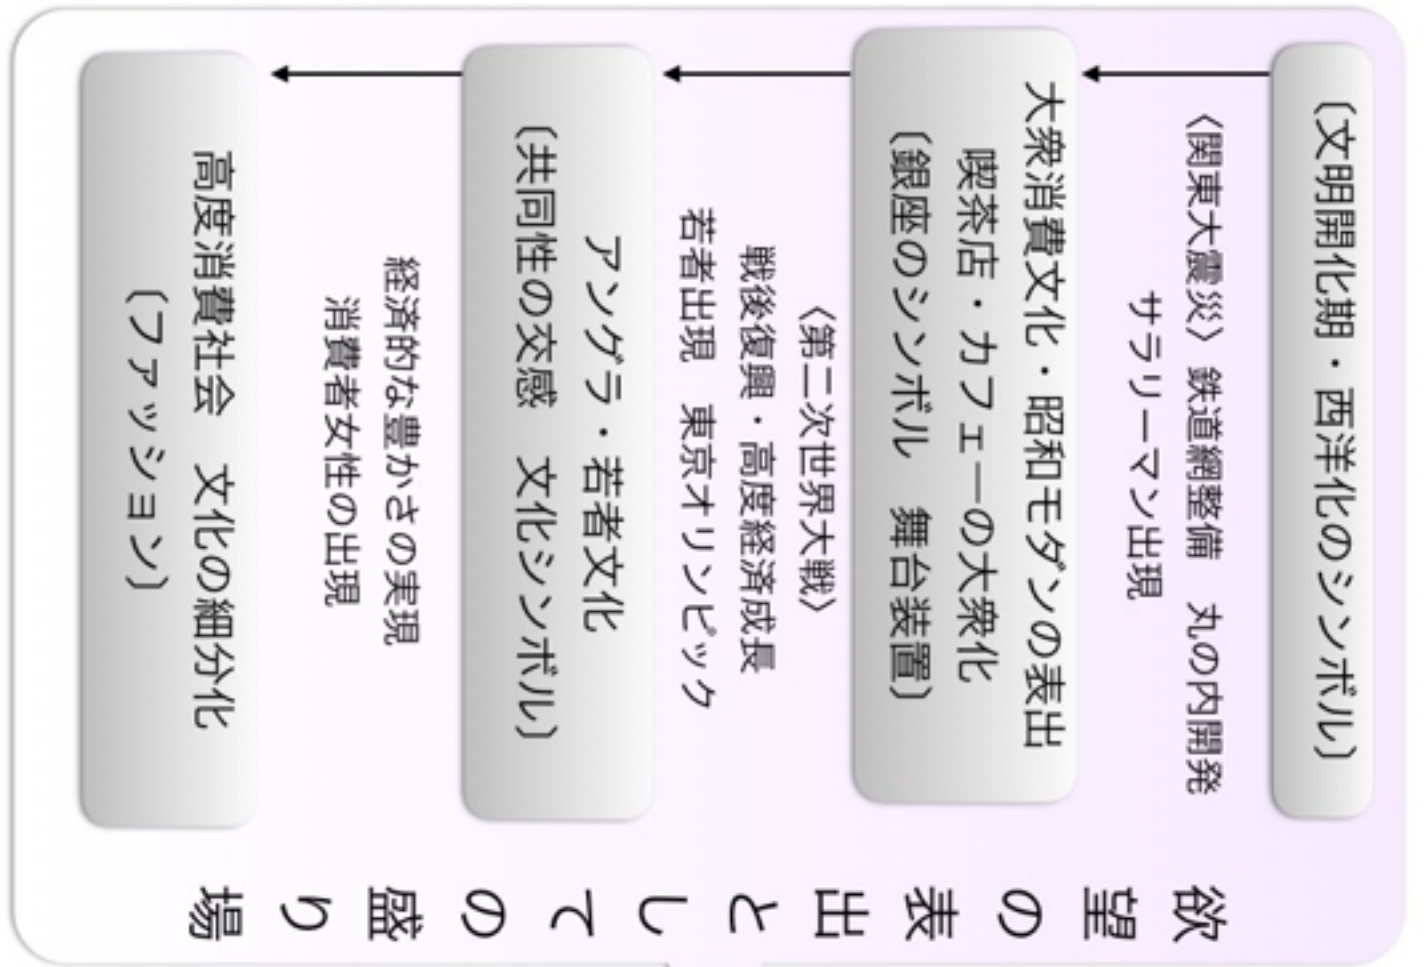 〔文明開化期・西洋化のシンボル〕
〈関東大震災〉 鉄道網整備　丸の内開発
サラリーマン出現
大衆消費文化・昭和モダンの表出
喫茶店・カフェーの大衆化
〔銀座のシンボル　舞台装置〕
〈第二次世界大戦〉
戦後復興・高度経済成長
若者出現　東京オリンピック
アングラ・若者文化
〔共同性の交感　文化シンボル〕
経済的な豊かさの実現
消費者女性の出現
高度消費社会　文化の細分化
〔ファッション〕
欲望の表出としての盛り場